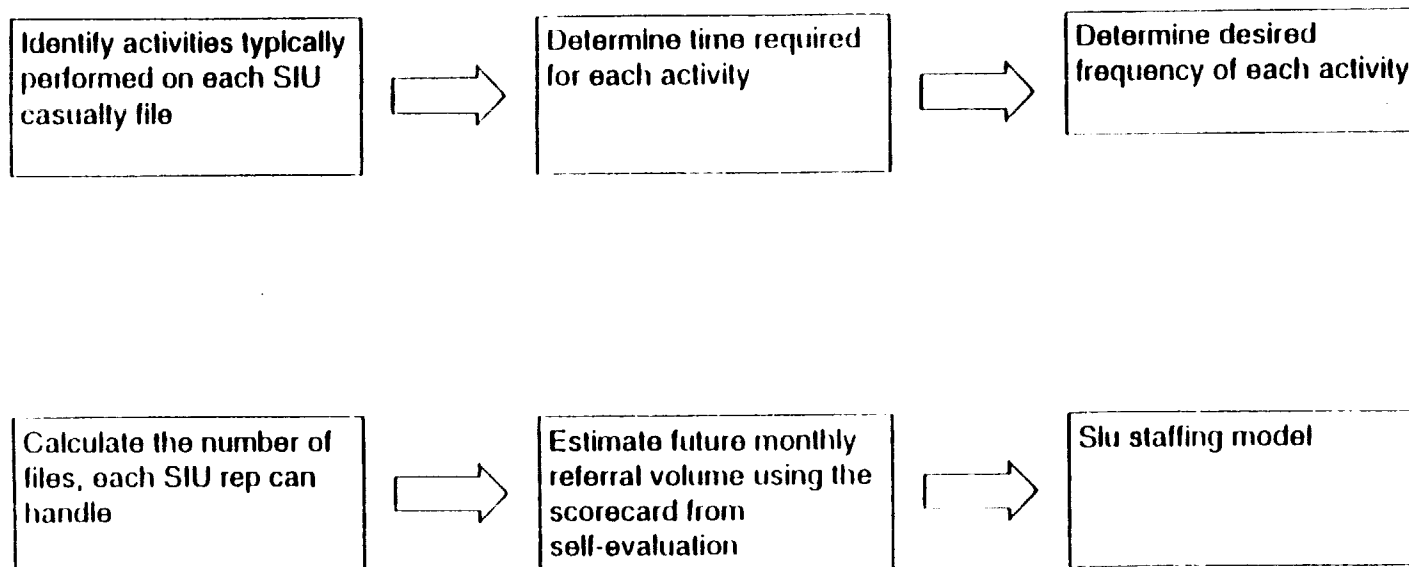 Identify activities typically
performed on each SIU
casualty file
Determine time required
for each activity
Determine desired
frequency of each activity
Calculate the number of
files, each SIU rep can
handle
Estimate future monthly
referral volume using the
scorecard from
self-evaluation
Slu staffing model